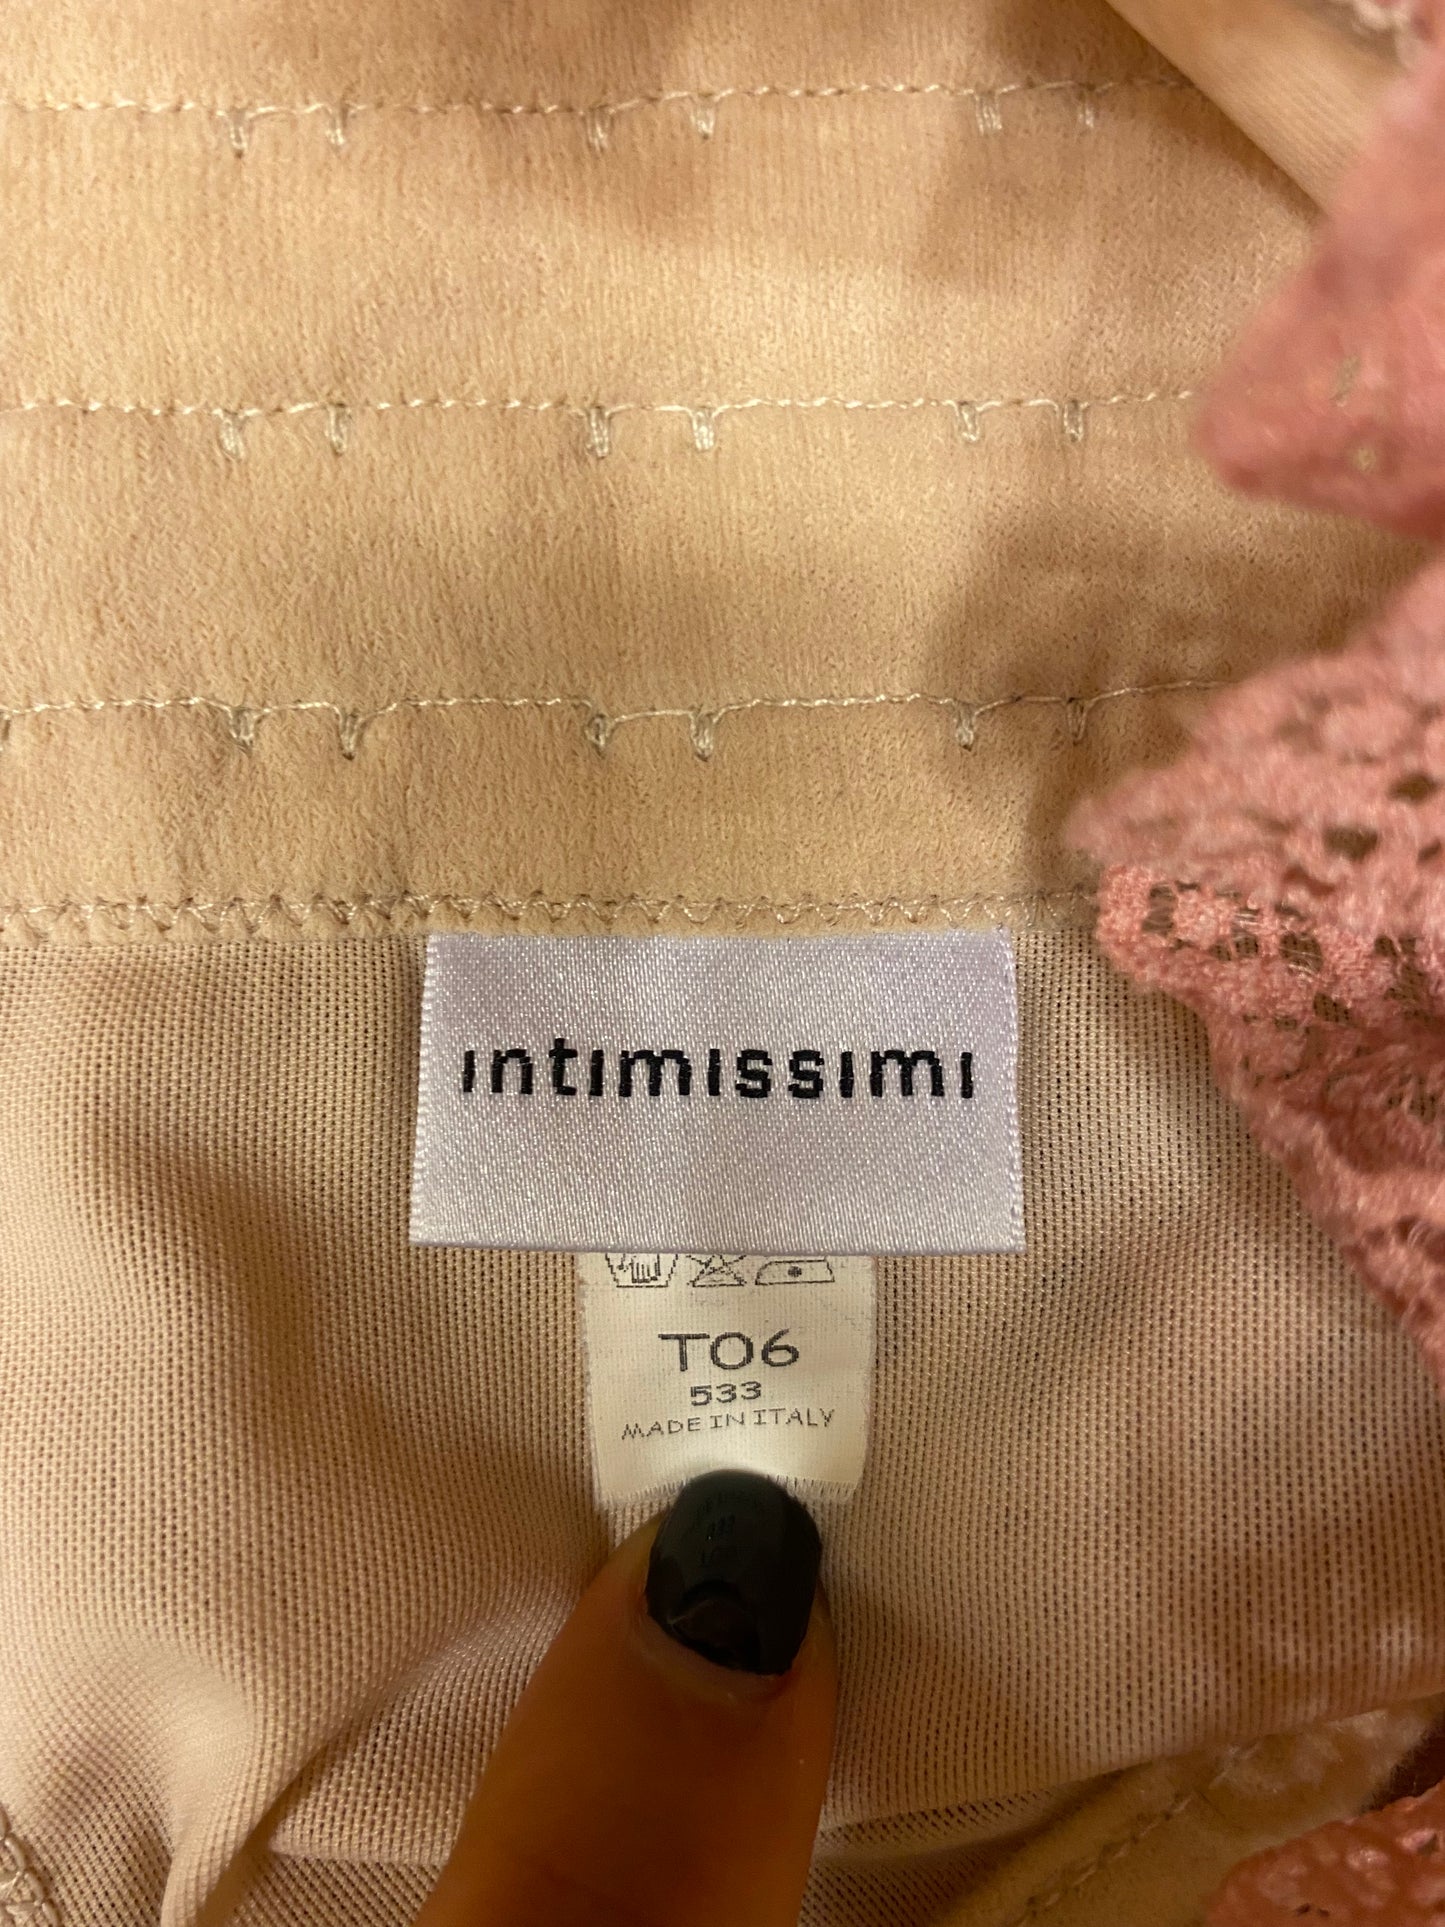 intimissimi
T06
533
MADE IN ITALY